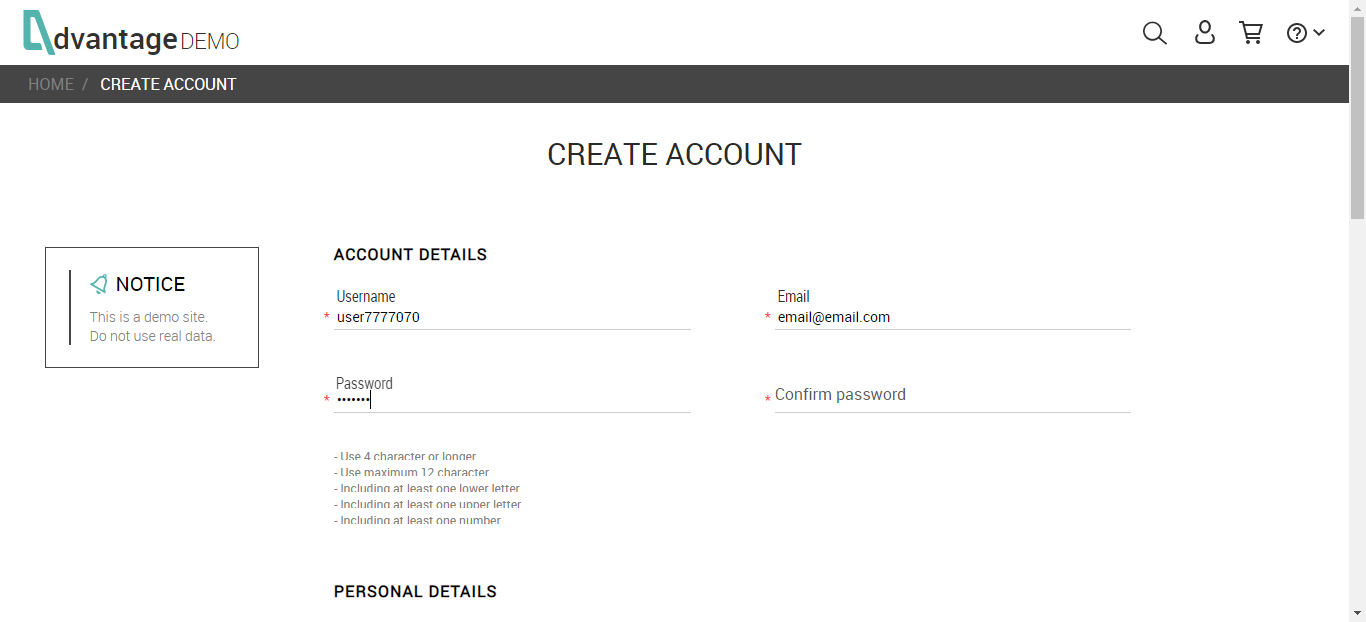 dvantage DEMO
HOME / CREATE ACCOUNT
CREATE ACCOUNT
NOTICE
This is a demo site.
Do not use real data.
ACCOUNT DETAILS
Username
* user7777070
Email
* email@email.com
Password
* •••••••
* Confirm password
- Use 4 character or longer
- Use maximum 12 character
- Including at least one lower letter
- Including at least one upper letter
- Including at least one number
PERSONAL DETAILS